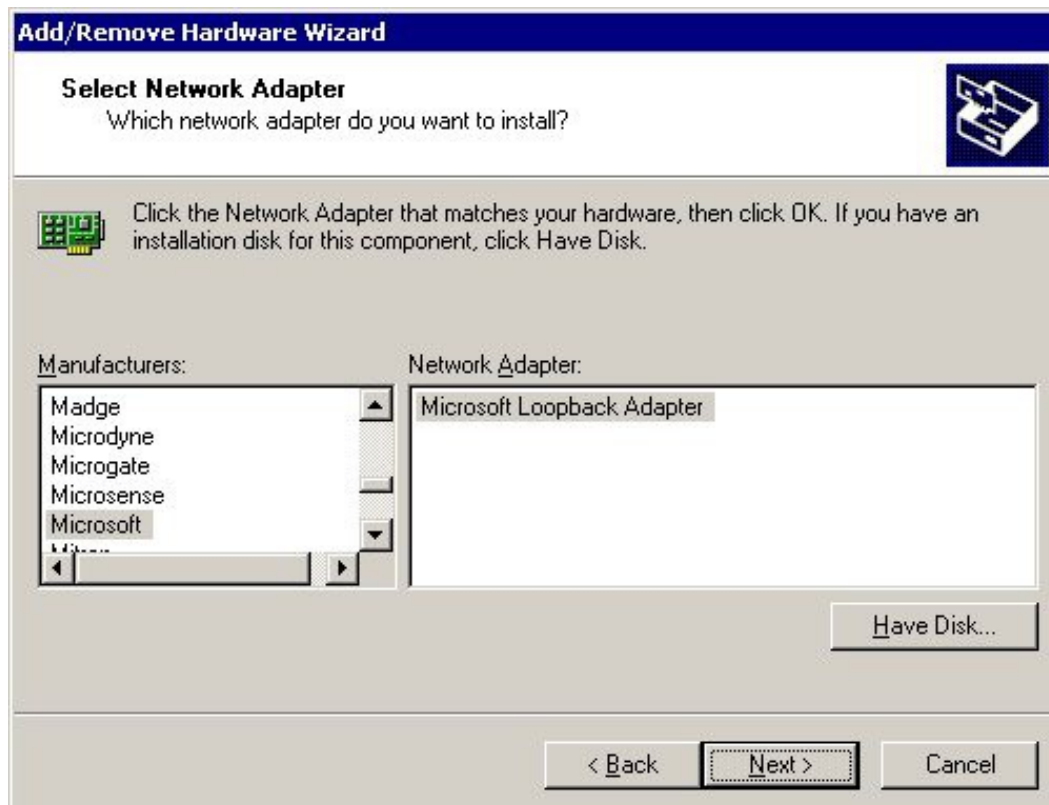 Add/Remove Hardware Wizard
Select Network Adapter
Which network adapter do you want to install?
Click the Network Adapter that matches your hardware, then click OK. If you have an
installation disk for this component, click Have Disk.
Manufacturers:
Madge
Microdyne
Microgate
Microsense
Microsoft
Network Adapter:
Microsoft Loopback Adapter
Have Disk...
< Back
Next >
Cancel